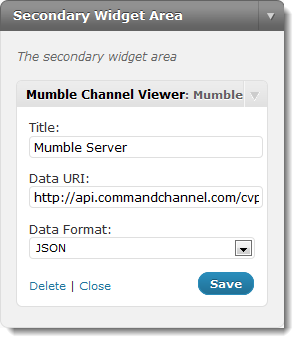 Secondary Widget Area
The secondary widget area
Mumble Channel Viewer: Mumble
Title:
Mumble Server
Data URI:
http://api.commandchannel.com/cvp
Data Format:
JSON
Delete | Close
Save